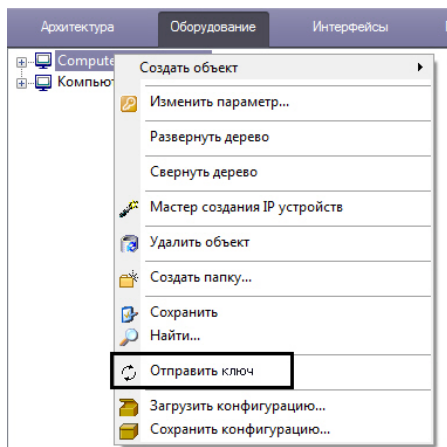 Архитектура Оборудование Интерфейсы
Compute
Компью
Создать объект
Изменить параметр...
Развернуть дерево
Свернуть дерево
Мастер создания IP устройств
Удалить объект
Создать папку...
Сохранить
Найти...
Отправить ключ
Загрузить конфигурацию...
Сохранить конфигурацию...